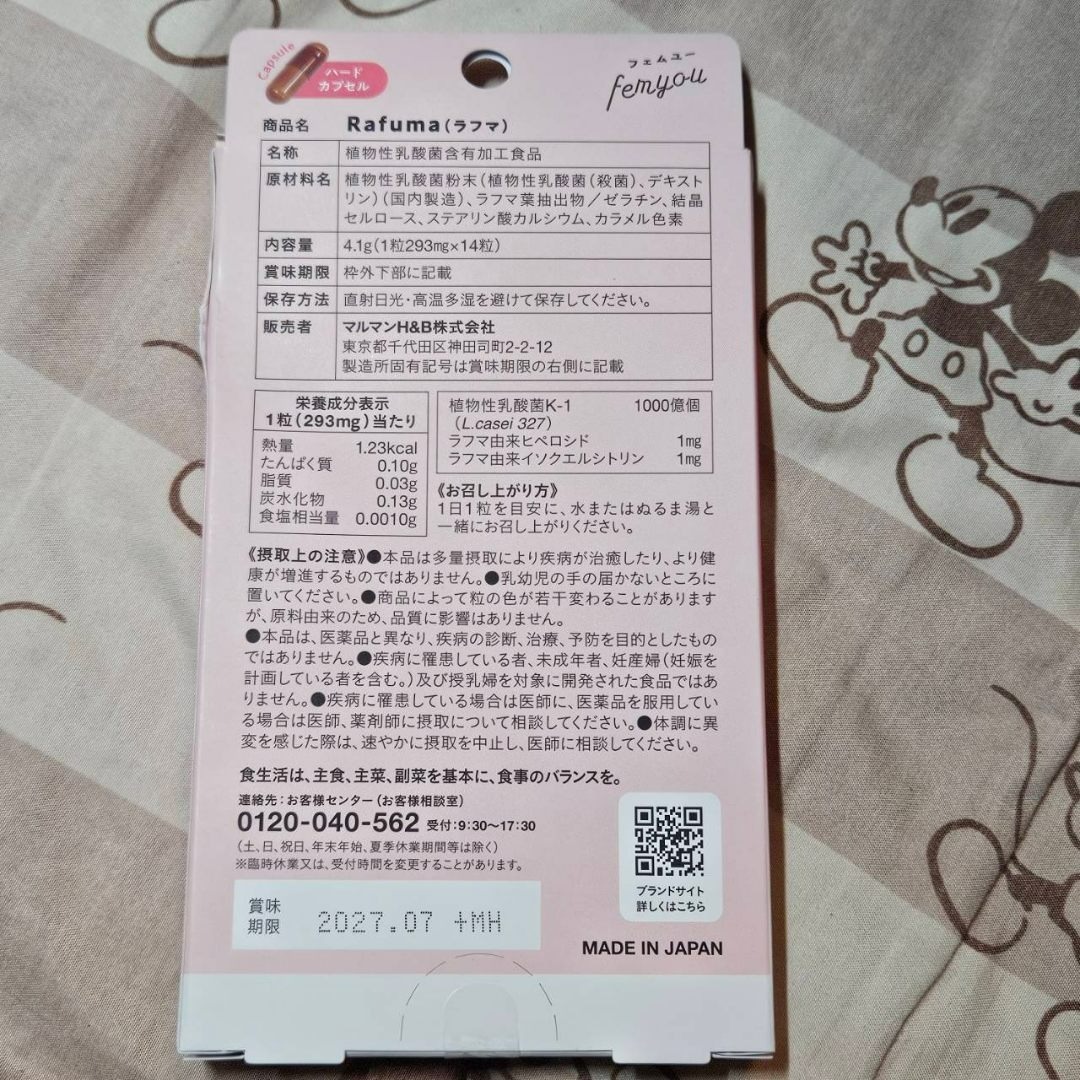 Capsule
ハード
カプセル
フェムユー
femyou
商品名 Rafuma(ラフマ)
名称 植物性乳酸菌含有加工食品
原材料名 植物性乳酸菌粉末(植物性乳酸菌(殺菌)、デキスト
リン)(国内製造)、ラフマ葉抽出物/ゼラチン、結晶
セルロース、ステアリン酸カルシウム、カラメル色素
内容量 4.1g(1粒293mg×14粒)
賞味期限 枠外下部に記載
保存方法 直射日光・高温多湿を避けて保存してください。
販売者 マルマンH&B株式会社
東京都千代田区神田司町2-2-12
製造所固有記号は賞味期限の右側に記載
栄養成分表示
1粒(293mg)当たり
熱量 1.23kcal
たんぱく質 0.10g
脂質 0.03g
炭水化物 0.13g
食塩相当量 0.0010g
植物性乳酸菌K-1 1000億個
(L.casei 327)
ラフマ由来ヒペロシド 1mg
ラフマ由来イソクエルシトリン 1mg
《お召し上がり方》
1日1粒を目安に、水またはぬるま湯と
一緒にお召し上がりください。
《摂取上の注意》●本品は多量摂取により疾病が治癒したり、より健
康が増進するものではありません。●乳幼児の手の届かないところに
置いてください。●商品によって粒の色が若干変わることがあります
が、原料由来のため、品質に影響はありません。
●本品は、医薬品と異なり、疾病の診断、治療、予防を目的としたもの
ではありません。●疾病に罹患している者、未成年者、妊産婦(妊娠を
計画している者を含む。)及び授乳婦を対象に開発された食品ではあ
りません。●疾病に罹患している場合は医師に、医薬品を服用してい
る場合は医師、薬剤師に摂取について相談してください。●体調に異
変を感じた際は、速やかに摂取を中止し、医師に相談してください。
食生活は、主食、主菜、副菜を基本に、食事のバランスを。
連絡先:お客様センター(お客様相談室)
0120-040-562 受付:9:30〜17:30
(土、日、祝日、年末年始、夏季休業期間等は除く)
※臨時休業又は、受付時間を変更することがあります。
ブランドサイト
詳しくはこちら
賞味
期限 2027.07 +MH
MADE IN JAPAN